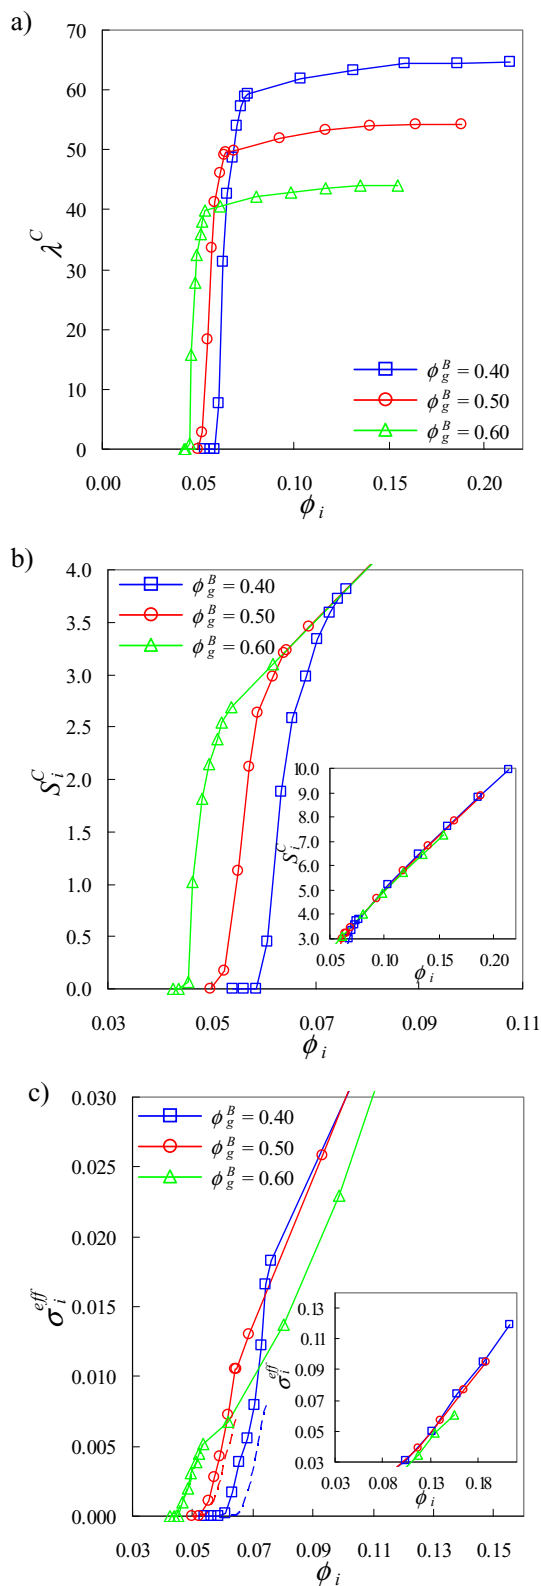 a)
70
60
50
40
30
20
10
0
λ^C
0.00 0.05 0.10 0.15 0.20
ϕ_i
ϕ_g^B = 0.40
ϕ_g^B = 0.50
ϕ_g^B = 0.60
b)
4.0
3.5
3.0
2.5
2.0
1.5
1.0
0.5
0.0
S_i^C
0.03 0.05 0.07 0.09 0.11
ϕ_i
ϕ_g^B = 0.40
ϕ_g^B = 0.50
ϕ_g^B = 0.60
10.0
9.0
8.0
7.0
6.0
5.0
4.0
3.0
S_i^C
0.05 0.10 0.15 0.20
ϕ_i
c)
0.030
0.025
0.020
0.015
0.010
0.005
0.000
σ_i^eff
0.03 0.05 0.07 0.09 0.11 0.13 0.15
ϕ_i
ϕ_g^B = 0.40
ϕ_g^B = 0.50
ϕ_g^B = 0.60
0.13
0.11
0.09
0.07
0.05
0.03
σ_i^eff
0.03 0.08 0.13 0.18
ϕ_i